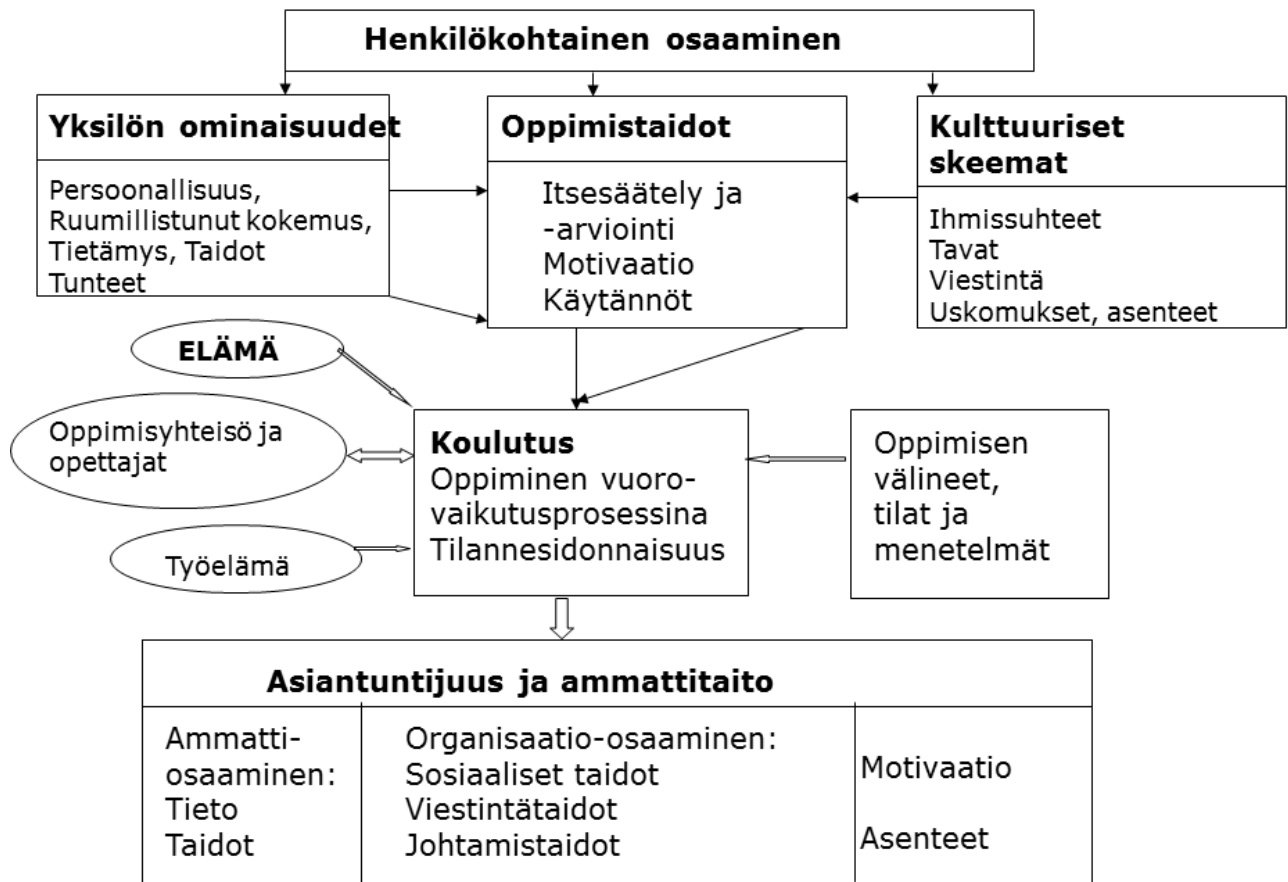 Henkilökohtainen osaaminen
Yksilön ominaisuudet
Persoonallisuus,
Ruumillistunut kokemus,
Tietämys, Taidot
Tunteet
Oppimistaidot
Itsesäätely ja
-arviointi
Motivaatio
Käytännöt
Kulttuuriset
skeemat
Ihmissuhteet
Tavat
Viestintä
Uskomukset, asenteet
ELÄMÄ
Oppimisyhteisö ja
opettajat
Työelämä
Koulutus
Oppiminen vuoro-
vaikutusprosessina
Tilannesidonnaisuus
Oppimisen
välineet,
tilat ja
menetelmät
Asiantuntijuus ja ammattitaito
Ammatti-
osaaminen:
Tieto
Taidot
Organisaatio-osaaminen:
Sosiaaliset taidot
Viestintätaidot
Johtamistaidot
Motivaatio
Asenteet